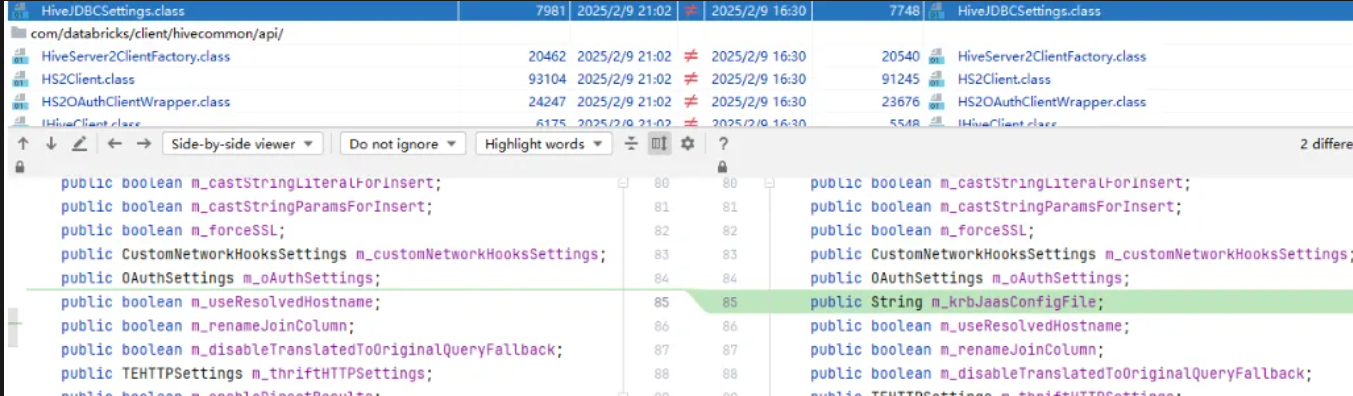 HiveJDBCSettings.class 7981 2025/2/9 21:02 ≠ 2025/2/9 16:30 7748 HiveJDBCSettings.class
com/databricks/client/hivecommon/api/
HiveServer2ClientFactory.class 20462 2025/2/9 21:02 ≠ 2025/2/9 16:30 20540 HiveServer2ClientFactory.class
HS2Client.class 93104 2025/2/9 21:02 ≠ 2025/2/9 16:30 91245 HS2Client.class
HS2OAuthClientWrapper.class 24247 2025/2/9 21:02 ≠ 2025/2/9 16:30 23676 HS2OAuthClientWrapper.class
IHiveClient.class 6175 2025/2/9 21:02 ≠ 2025/2/9 16:30 5548 IHiveClient.class
Side-by-side viewer Do not ignore Highlight words ? 2 differe
public boolean m_castStringLiteralForInsert; 80 80 public boolean m_castStringLiteralForInsert;
public boolean m_castStringParamsForInsert; 81 81 public boolean m_castStringParamsForInsert;
public boolean m_forceSSL; 82 82 public boolean m_forceSSL;
public CustomNetworkHooksSettings m_customNetworkHooksSettings; 83 83 public CustomNetworkHooksSettings m_customNetworkHooksSettings;
public OAuthSettings m_oAuthSettings; 84 84 public OAuthSettings m_oAuthSettings;
public boolean m_useResolvedHostname; 85 85 public String m_krbJaasConfigFile;
public boolean m_renameJoinColumn; 86 86 public boolean m_useResolvedHostname;
public boolean m_disableTranslatedToOriginalQueryFallback; 87 87 public boolean m_renameJoinColumn;
public TEHTTPSettings m_thriftHTTPSettings; 88 88 public boolean m_disableTranslatedToOriginalQueryFallback;
public boolean m_enableDirectResults; 89 89 public TEHTTPSettings m_thriftHTTPSettings;